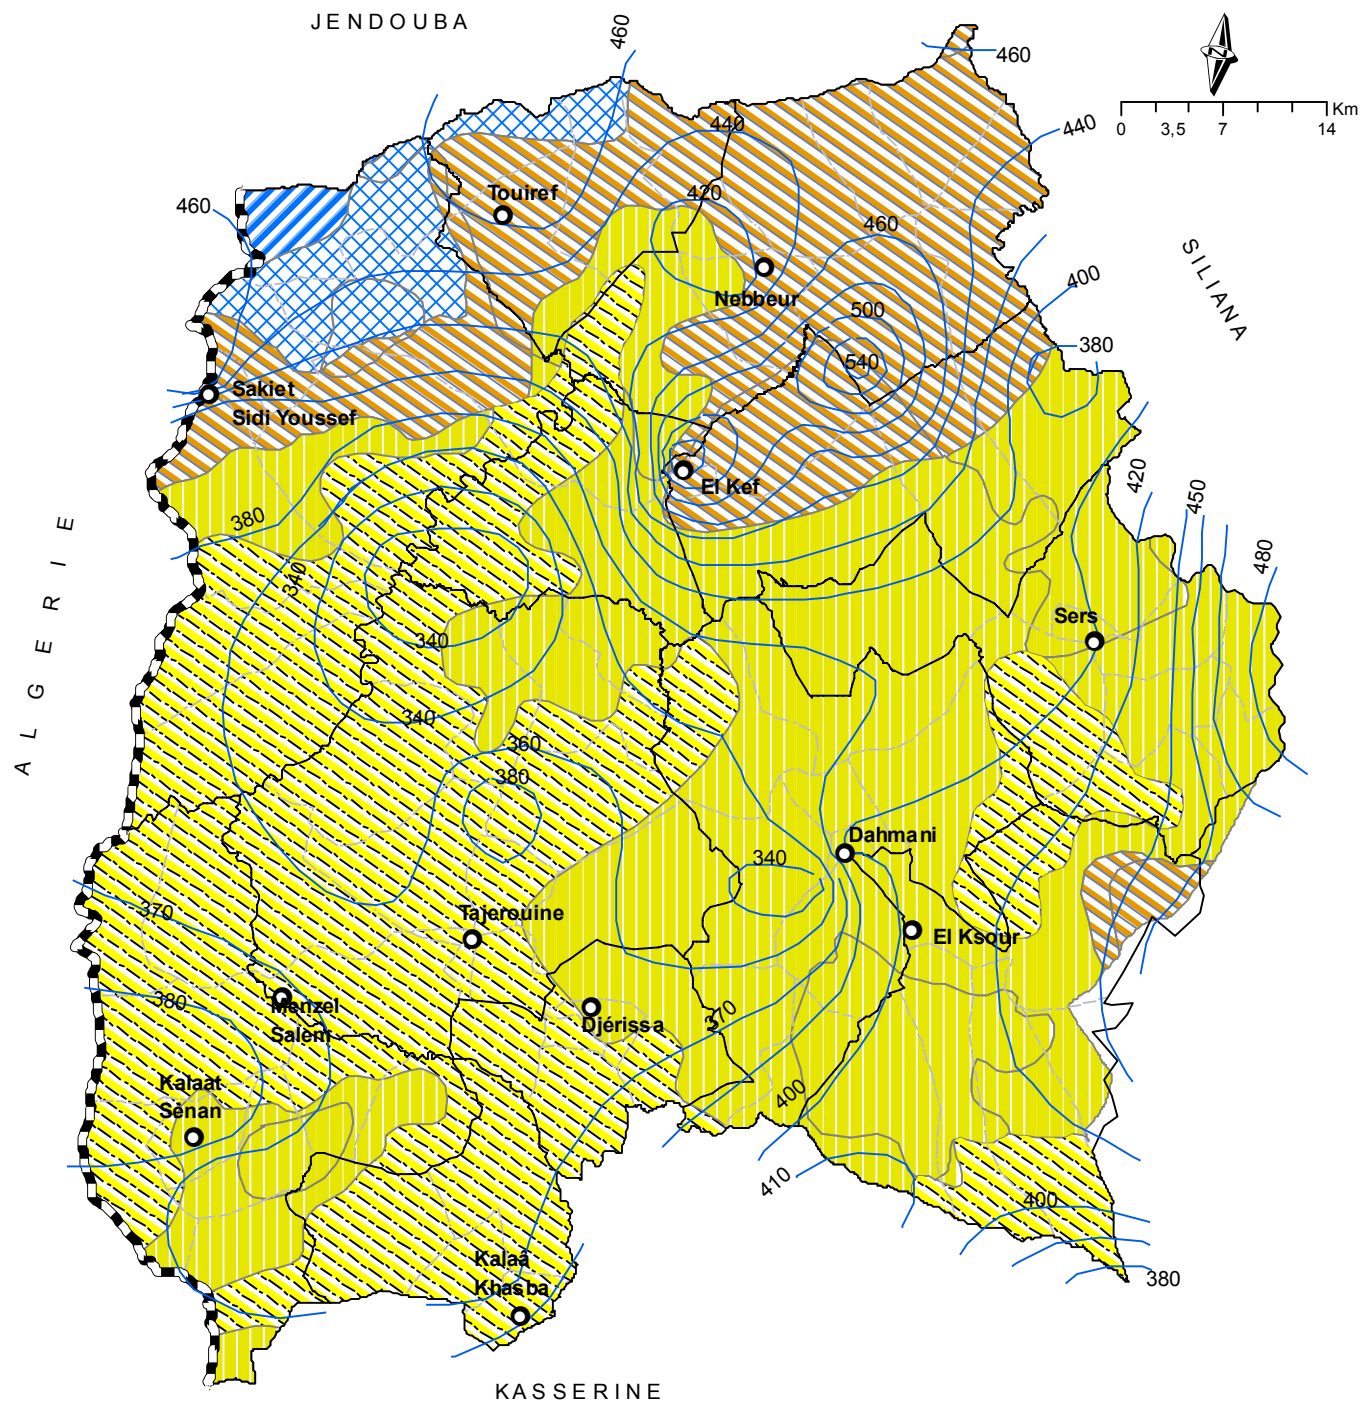 JENDOUBA
460
460
N
Km
0 3,5 7 14
440
440
Touiref
420
460
460
SILIANA
400
Nebbeur
500
380
540
Sakiet
Sidi Youssef
El Kef
420
450
380
480
ALGERIE
340
Sers
340
340
360
380
Dahmani
340
370
Tajerouine
El Ksour
380
Menzel
Salem
370
Djérissa
Kalaat
Sénan
400
410
400
Kalaâ
Khasba
380
KASSERINE